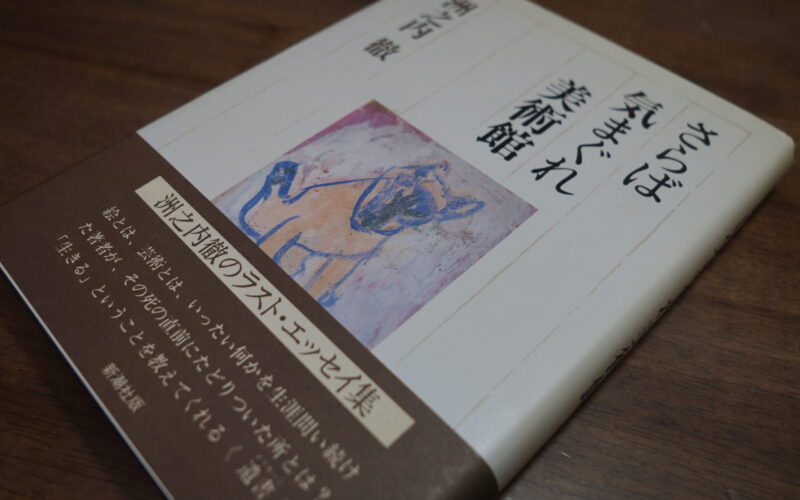 さらば
気まぐれ
美術館
洲之内 徹
洲之内徹のラスト・エッセイ集
絵とは、芸術とは、いったい何かを生涯問い続け
た著者が、その死の直前にたどりついた所とは？
「生きる」ということを教えてくれる〈遺書
新潮社版